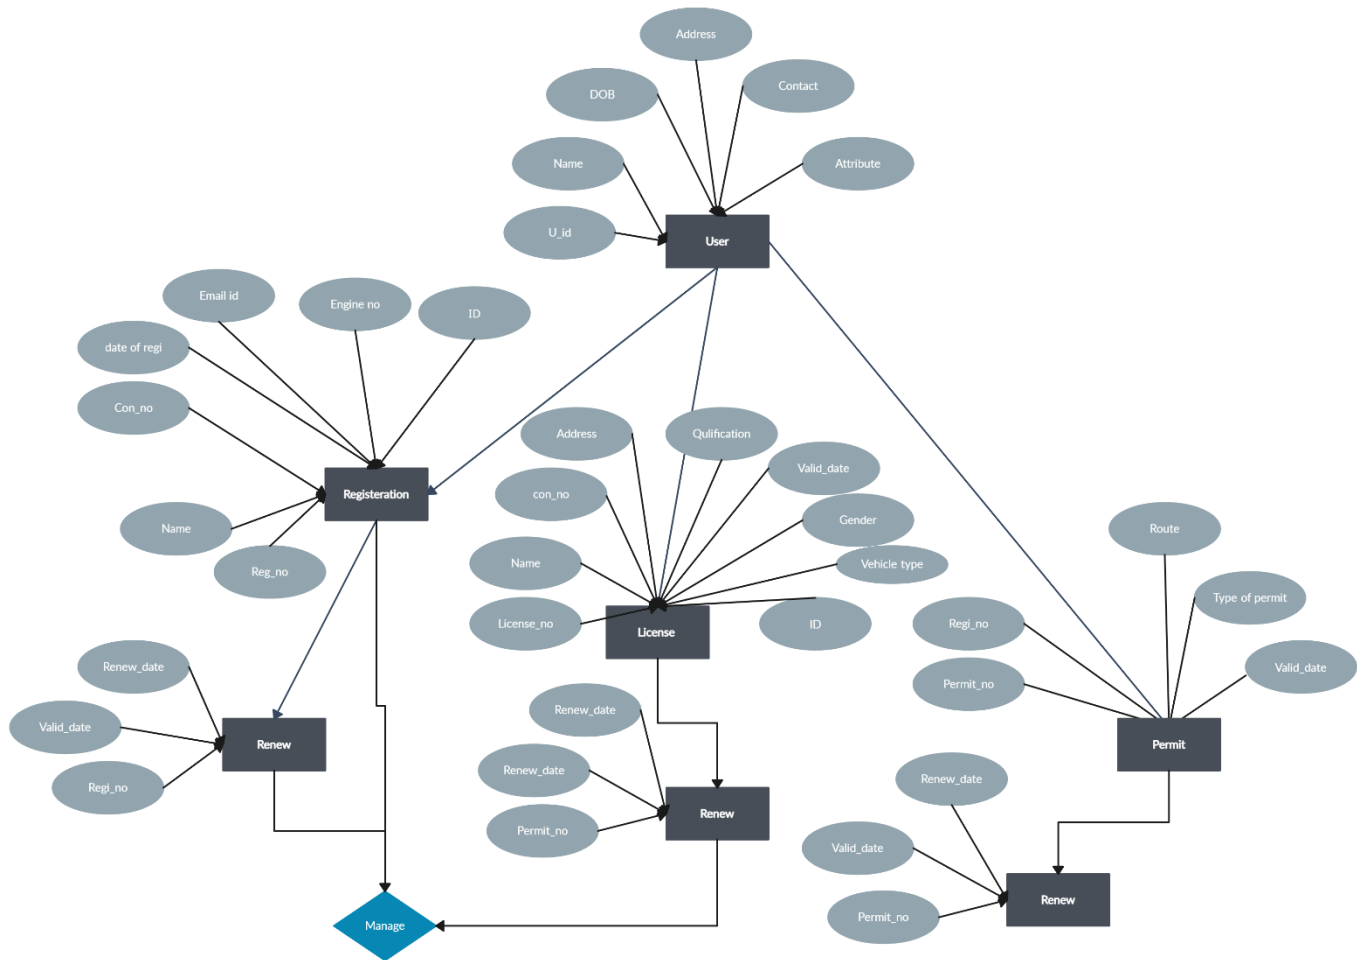 Address
Contact
DOB
Name
Attribute
U_id
User
Email id
Engine no
ID
date of regi
Con_no
Registeration
Name
Reg_no
Address
Qulification
Valid_date
con_no
Gender
Name
Vehicle type
License_no
ID
License
Route
Type of permit
Regi_no
Valid_date
Permit_no
Permit
Renew_date
Valid_date
Regi_no
Renew
Renew_date
Renew_date
Permit_no
Renew
Renew_date
Valid_date
Permit_no
Renew
Manage